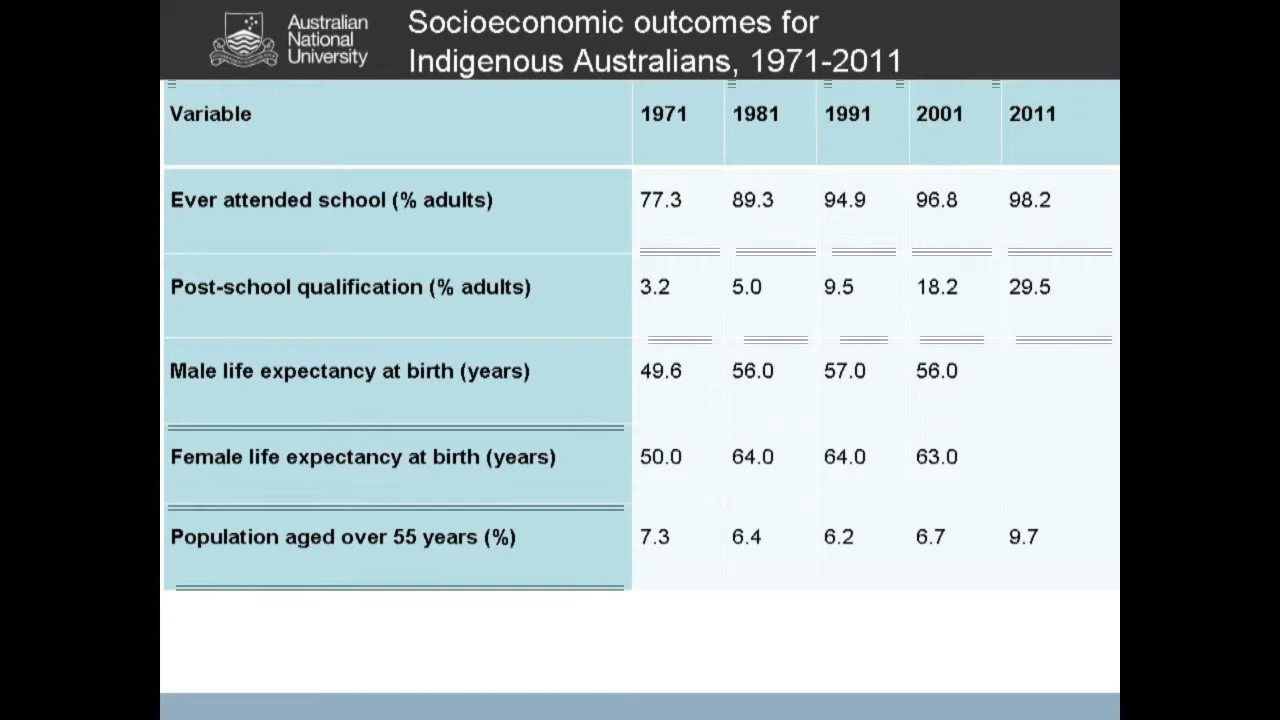 Australian
National
University
Socioeconomic outcomes for
Indigenous Australians, 1971-2011
Variable 1971 1981 1991 2001 2011
Ever attended school (% adults) 77.3 89.3 94.9 96.8 98.2
Post-school qualification (% adults) 3.2 5.0 9.5 18.2 29.5
Male life expectancy at birth (years) 49.6 56.0 57.0 56.0
Female life expectancy at birth (years) 50.0 64.0 64.0 63.0
Population aged over 55 years (%) 7.3 6.4 6.2 6.7 9.7